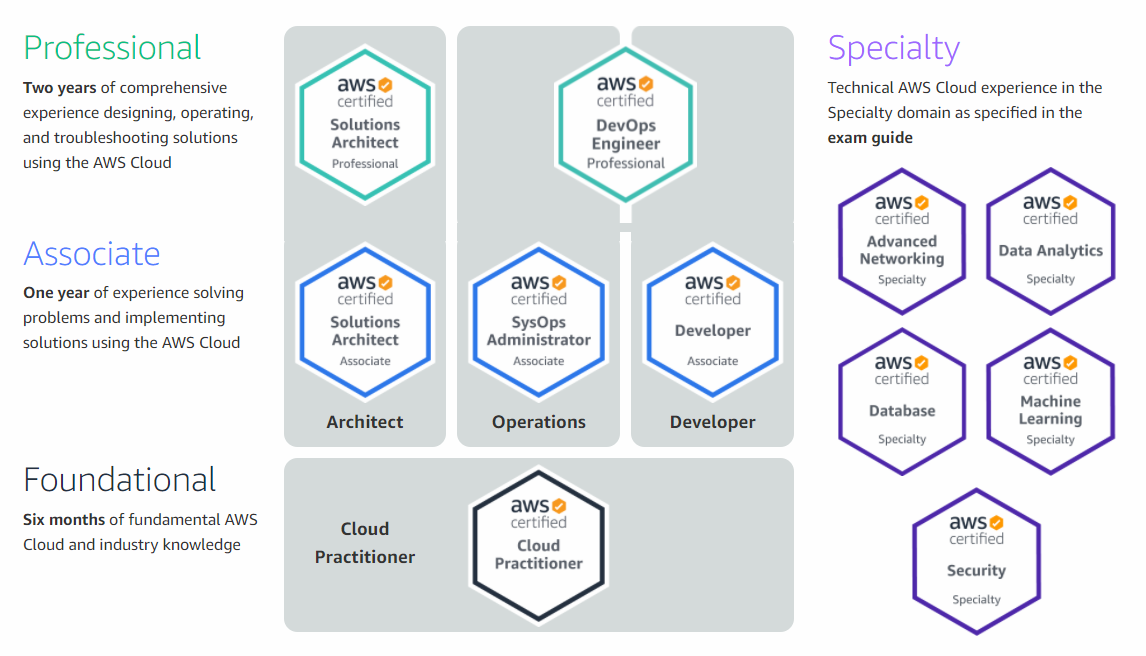 Professional
Two years of comprehensive
experience designing, operating,
and troubleshooting solutions
using the AWS Cloud
aws
certified
Solutions
Architect
Professional
aws
certified
DevOps
Engineer
Professional
Associate
One year of experience solving
problems and implementing
solutions using the AWS Cloud
aws
certified
Solutions
Architect
Associate
aws
certified
SysOps
Administrator
Associate
aws
certified
Developer
Associate
Architect
Operations
Developer
Foundational
Six months of fundamental AWS
Cloud and industry knowledge
Cloud
Practitioner
aws
certified
Cloud
Practitioner
Specialty
Technical AWS Cloud experience in the
Specialty domain as specified in the
exam guide
aws
certified
Advanced
Networking
Specialty
aws
certified
Data Analytics
Specialty
aws
certified
Database
Specialty
aws
certified
Machine
Learning
Specialty
aws
certified
Security
Specialty